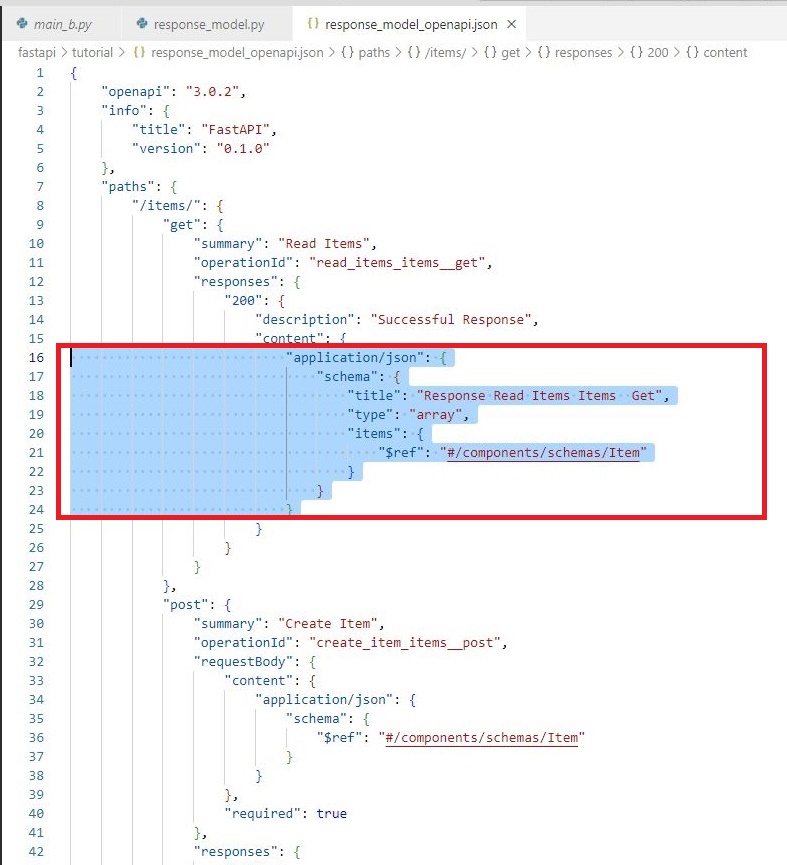 main_b.py response_model.py response_model_openapi.json ×
fastapi > tutorial > {} response_model_openapi.json > {} paths > {} /items/ > {} get > {} responses > {} 200 > {} content
1 {
2 "openapi": "3.0.2",
3 "info": {
4 "title": "FastAPI",
5 "version": "0.1.0"
6 },
7 "paths": {
8 "/items/": {
9 "get": {
10 "summary": "Read Items",
11 "operationId": "read_items_items__get",
12 "responses": {
13 "200": {
14 "description": "Successful Response",
15 "content": {
16 "application/json": {
17 "schema": {
18 "title": "Response Read Items Items  Get",
19 "type": "array",
20 "items": {
21 "$ref": "#/components/schemas/Item"
22 }
23 }
24 }
25 }
26 }
27 }
28 },
29 "post": {
30 "summary": "Create Item",
31 "operationId": "create_item_items__post",
32 "requestBody": {
33 "content": {
34 "application/json": {
35 "schema": {
36 "$ref": "#/components/schemas/Item"
37 }
38 }
39 },
40 "required": true
41 },
42 "responses": {